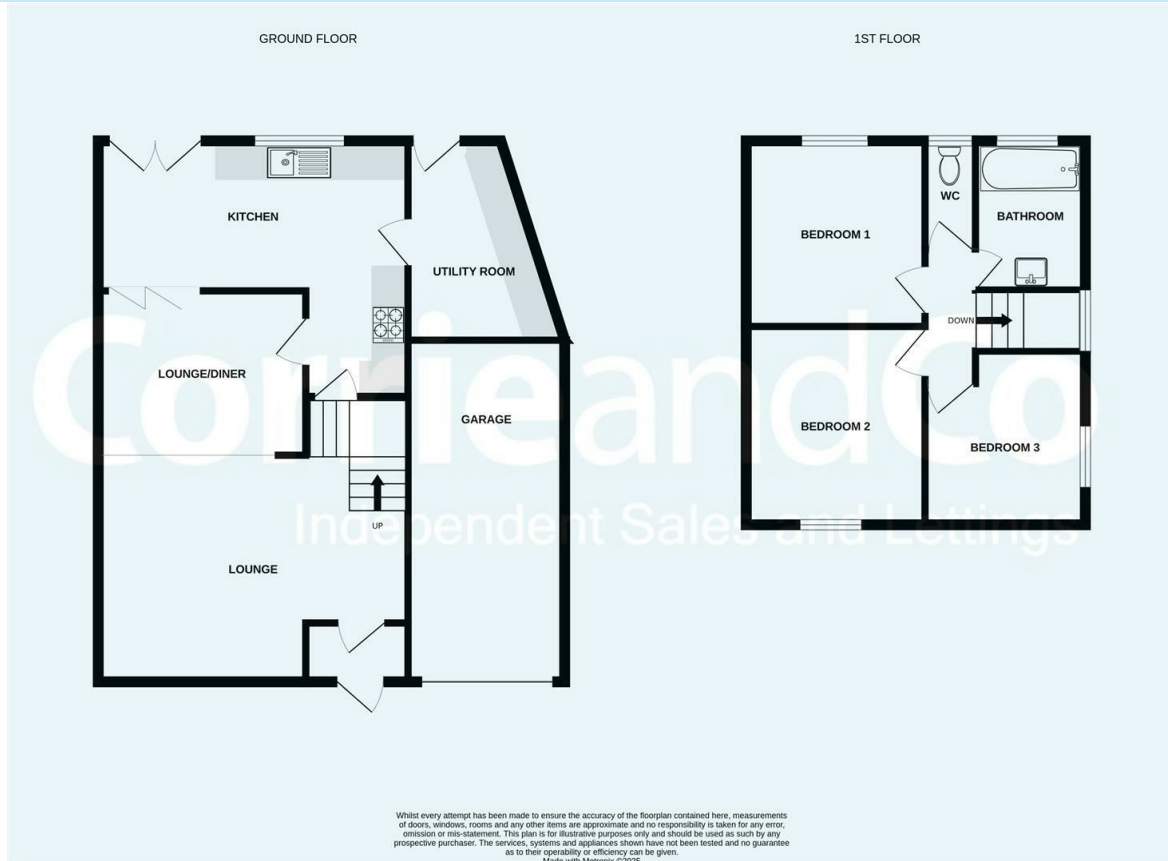 GROUND FLOOR
1ST FLOOR
KITCHEN
UTILITY ROOM
LOUNGE/DINER
GARAGE
UP
LOUNGE
BEDROOM 1
WC
BATHROOM
DOWN
BEDROOM 2
BEDROOM 3
CorrieandCo
Independent Sales and Lettings
Whilst every attempt has been made to ensure the accuracy of the floorplan contained here, measurements
of doors, windows, rooms and any other items are approximate and no responsibility is taken for any error,
omission or mis-statement. This plan is for illustrative purposes only and should be used as such by any
prospective purchaser. The services, systems and appliances shown have not been tested and no guarantee
as to their operability or efficiency can be given.
Made with Metropix ©2025